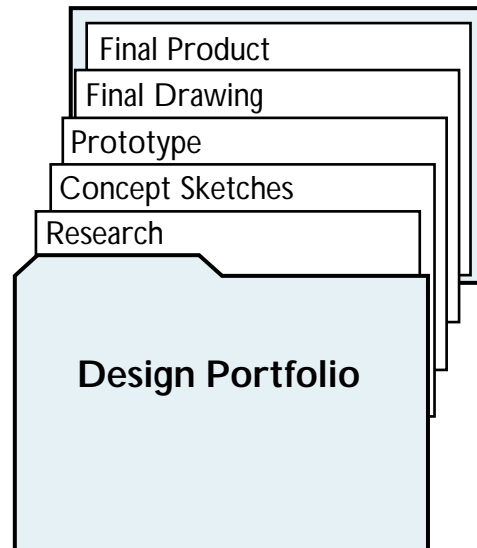 Final Product
Final Drawing
Prototype
Concept Sketches
Research
Design Portfolio